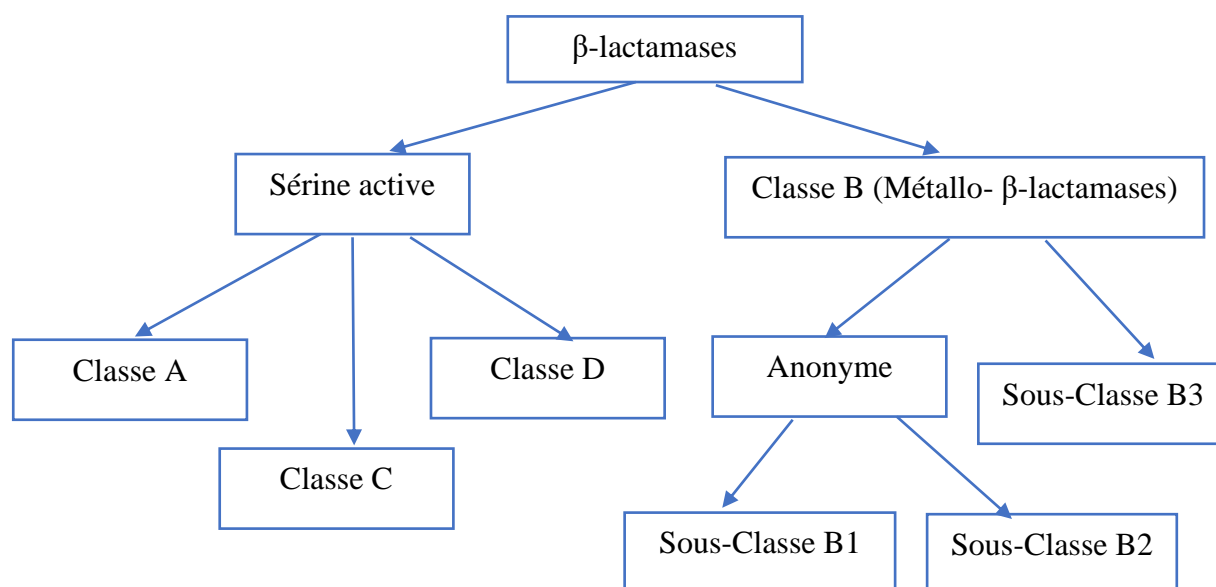 β-lactamases
Sérine active
Classe B (Métallo- β-lactamases)
Classe A
Classe D
Anonyme
Sous-Classe B3
Classe C
Sous-Classe B1
Sous-Classe B2